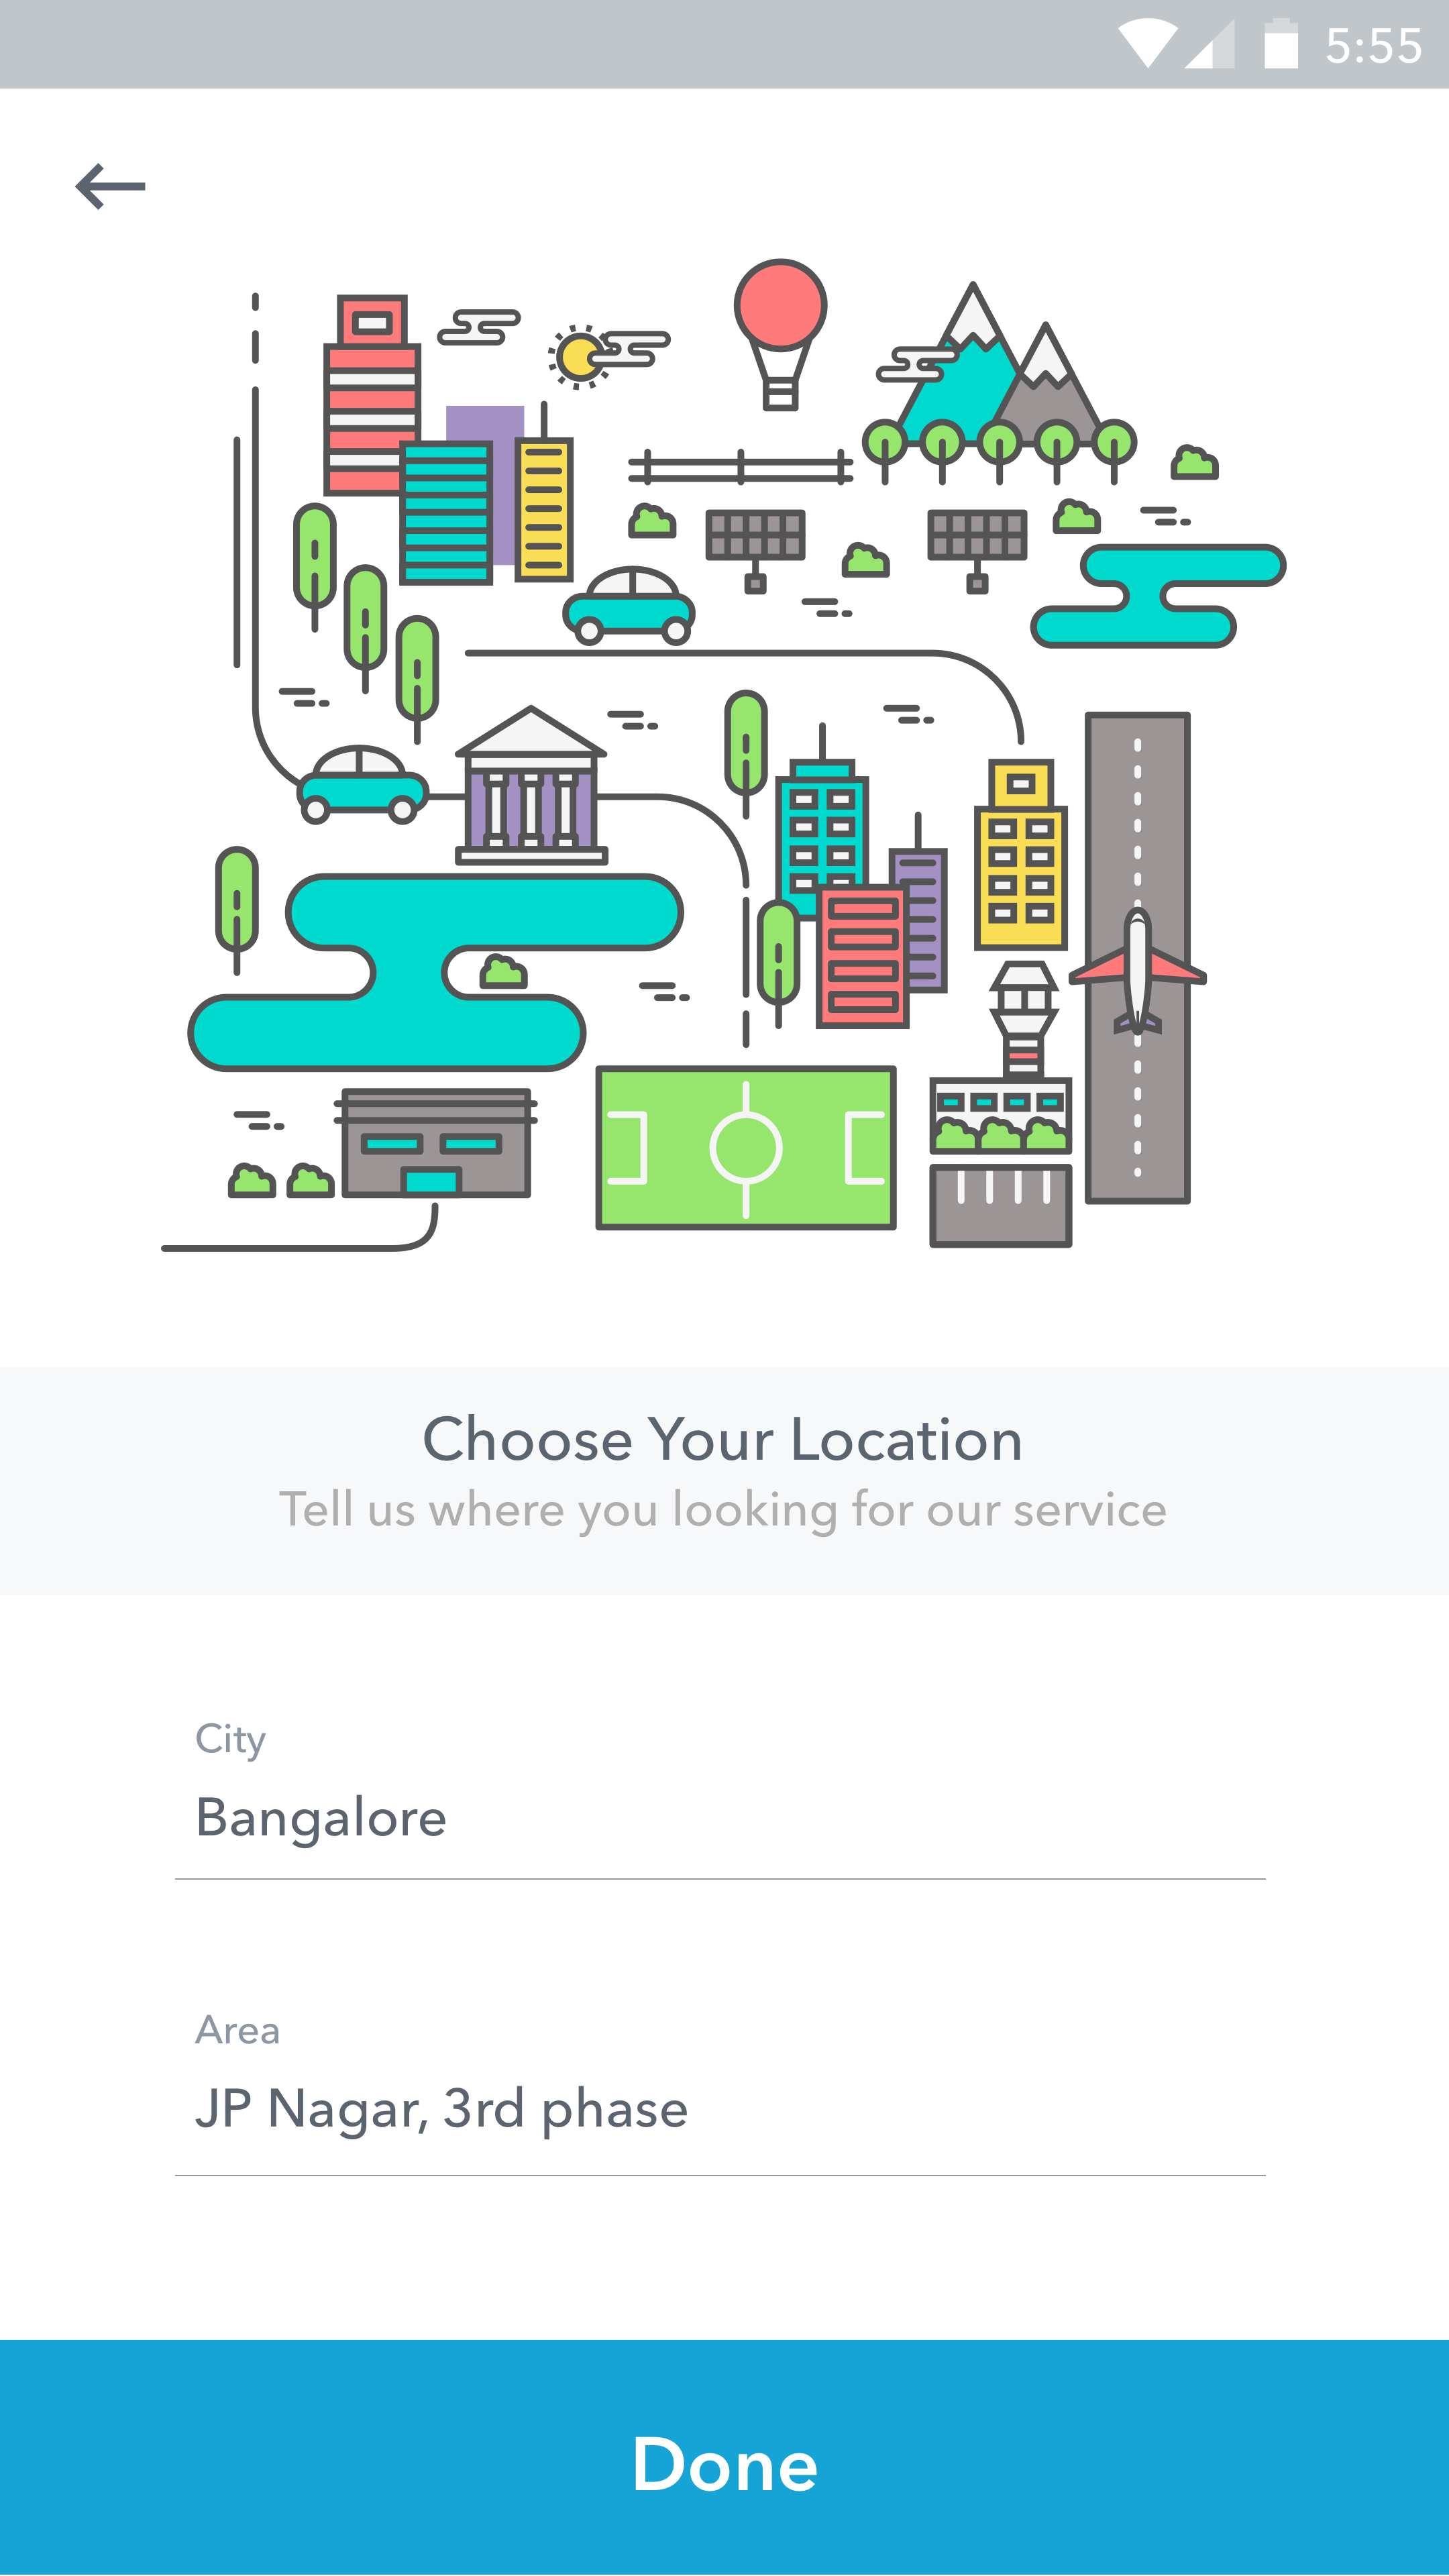 5:55
Choose Your Location
Tell us where you looking for our service
City
Bangalore
Area
JP Nagar, 3rd phase
Done